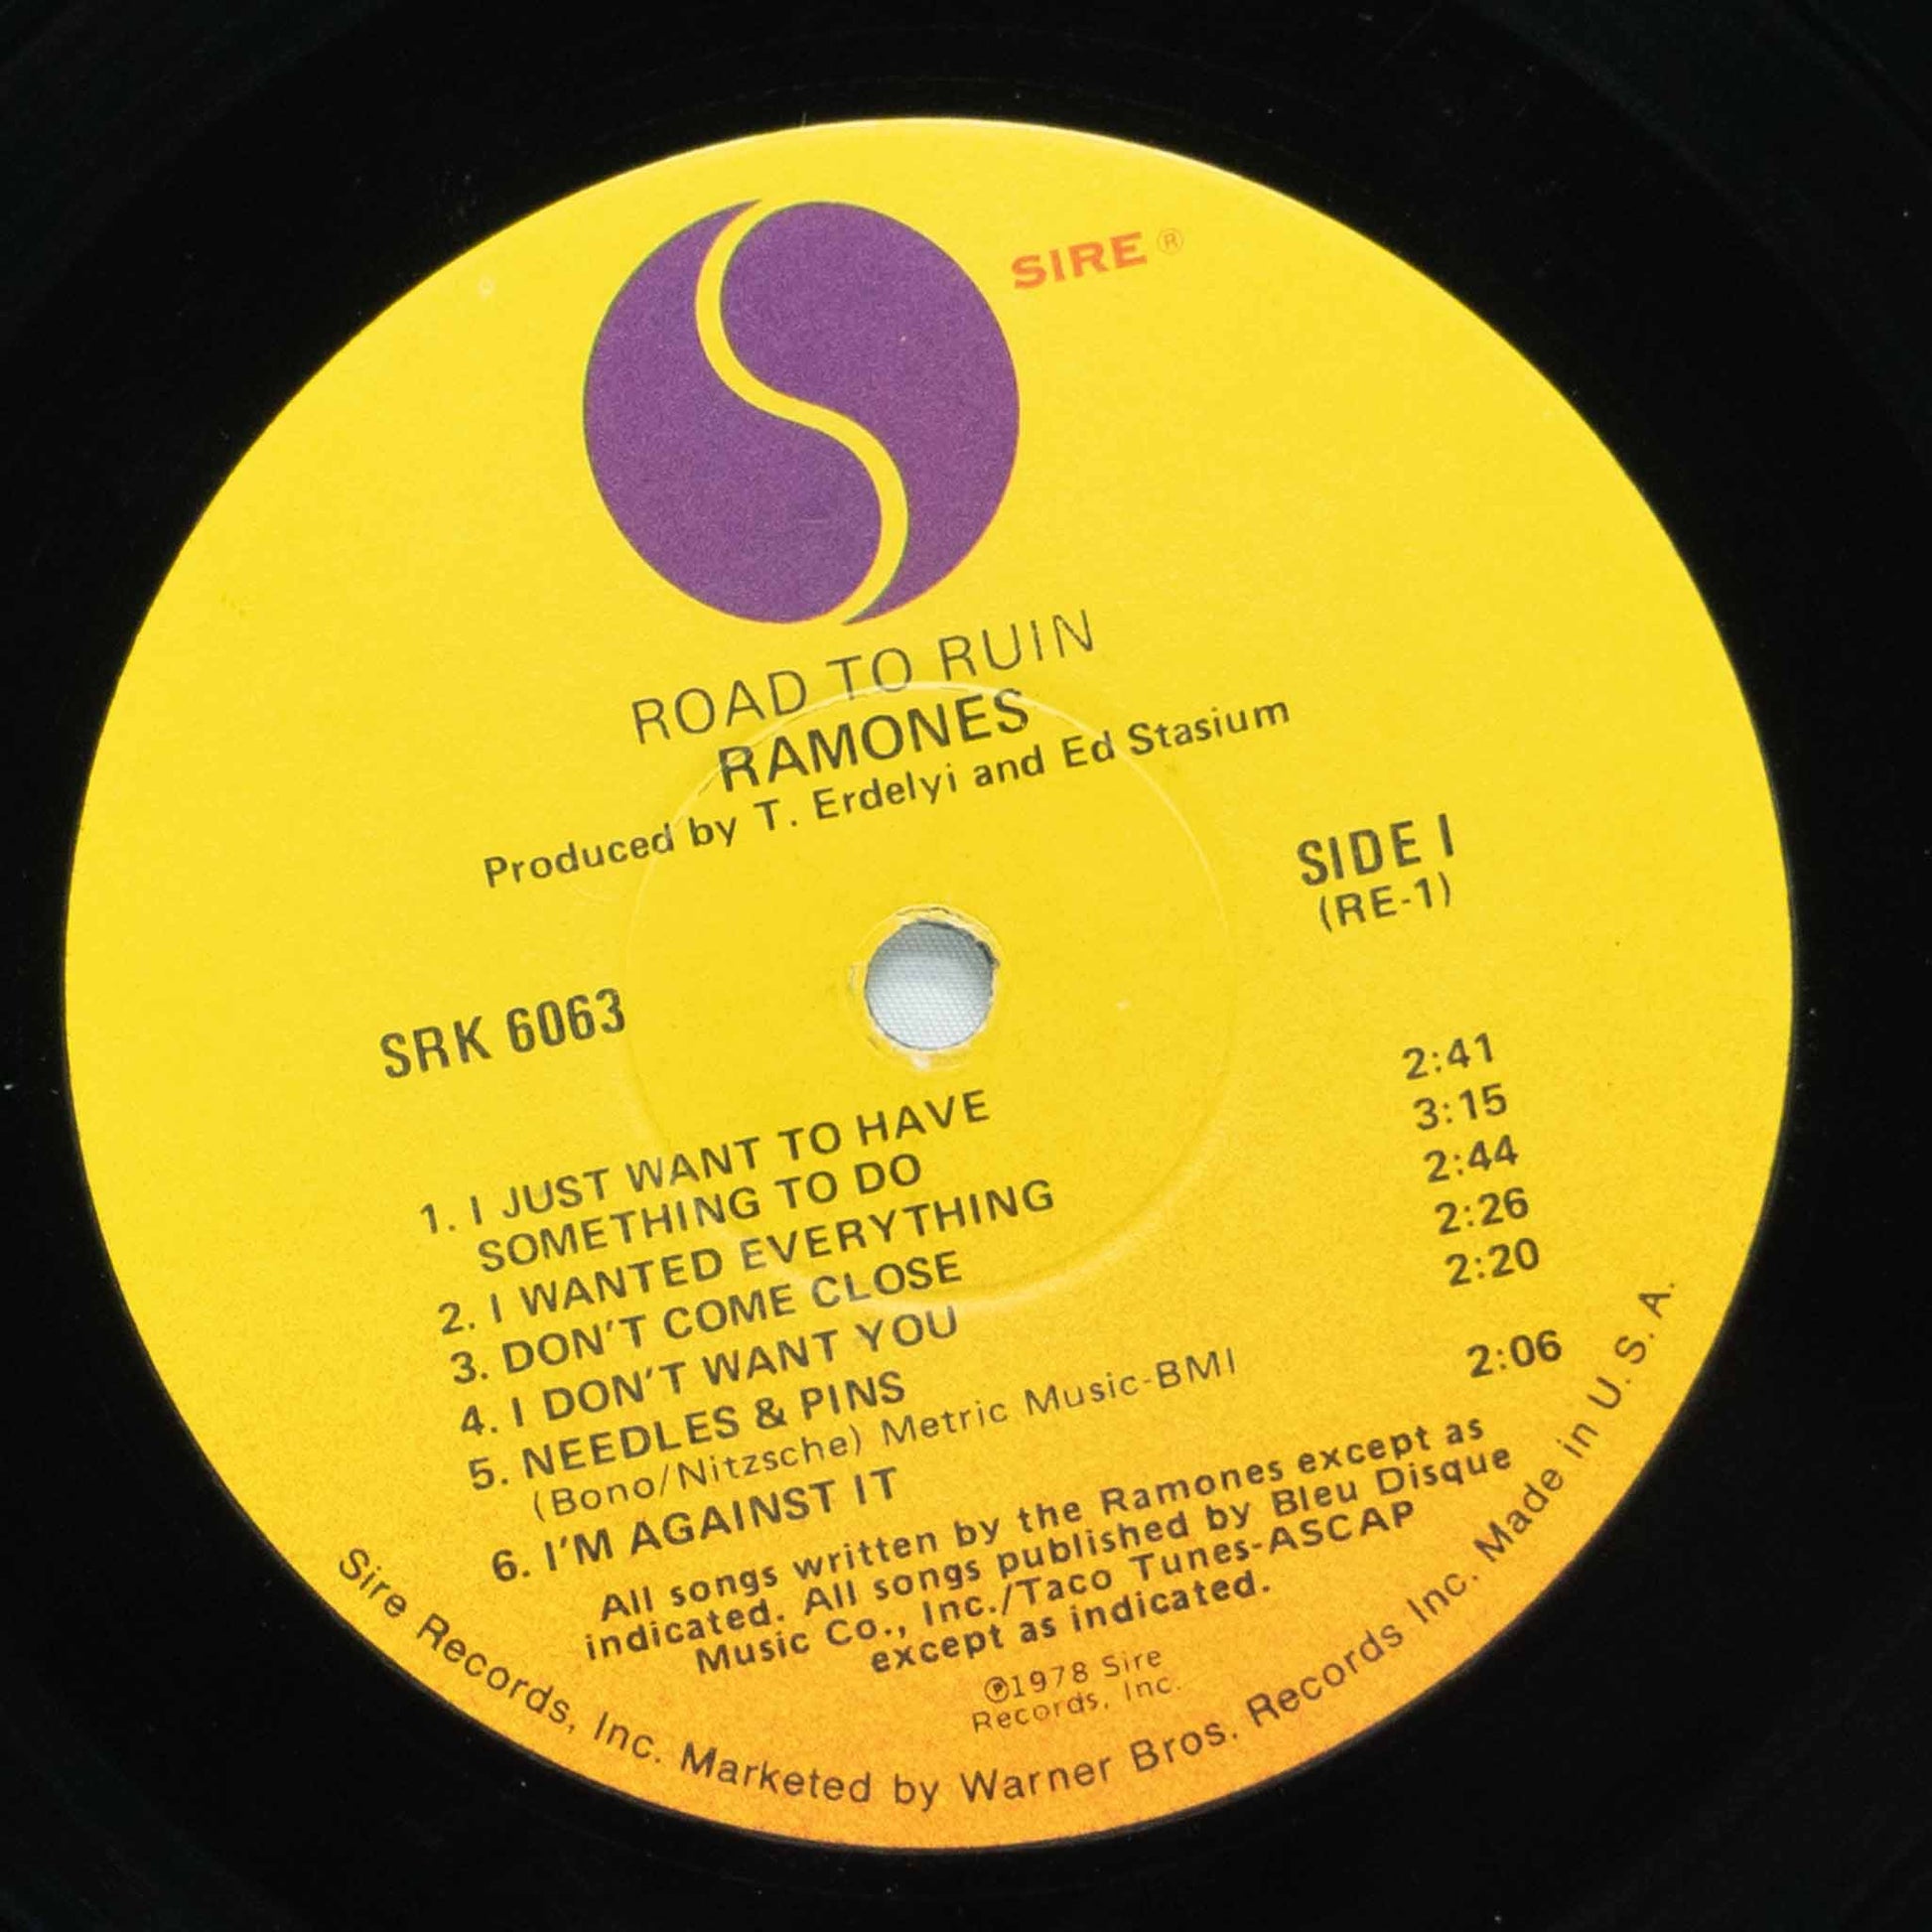 SIRE ®
ROAD TO RUIN
RAMONES
Produced by T. Erdelyi and Ed Stasium
SIDE I
(RE-1)
SRK 6063
1. I JUST WANT TO HAVE
SOMETHING TO DO 2:41
2. I WANTED EVERYTHING 3:15
3. DON'T COME CLOSE 2:44
4. I DON'T WANT YOU 2:26
5. NEEDLES & PINS 2:20
(Bono/Nitzsche) Metric Music-BMI
6. I'M AGAINST IT 2:06
All songs written by the Ramones except as
indicated. All songs published by Bleu Disque
Music Co., Inc./Taco Tunes-ASCAP
except as indicated.
℗1978 Sire
Records, Inc.
Sire Records, Inc. Marketed by Warner Bros. Records Inc. Made in U.S.A.